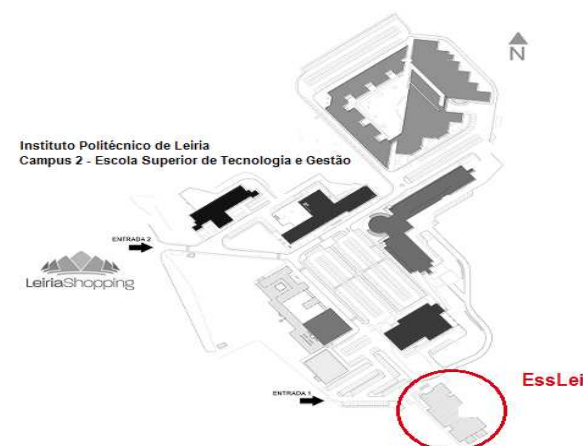 N
Instituto Politécnico de Leiria
Campus 2 - Escola Superior de Tecnologia e Gestão
ENTRADA 2
LeiriaShopping
EssLei
ENTRADA 1